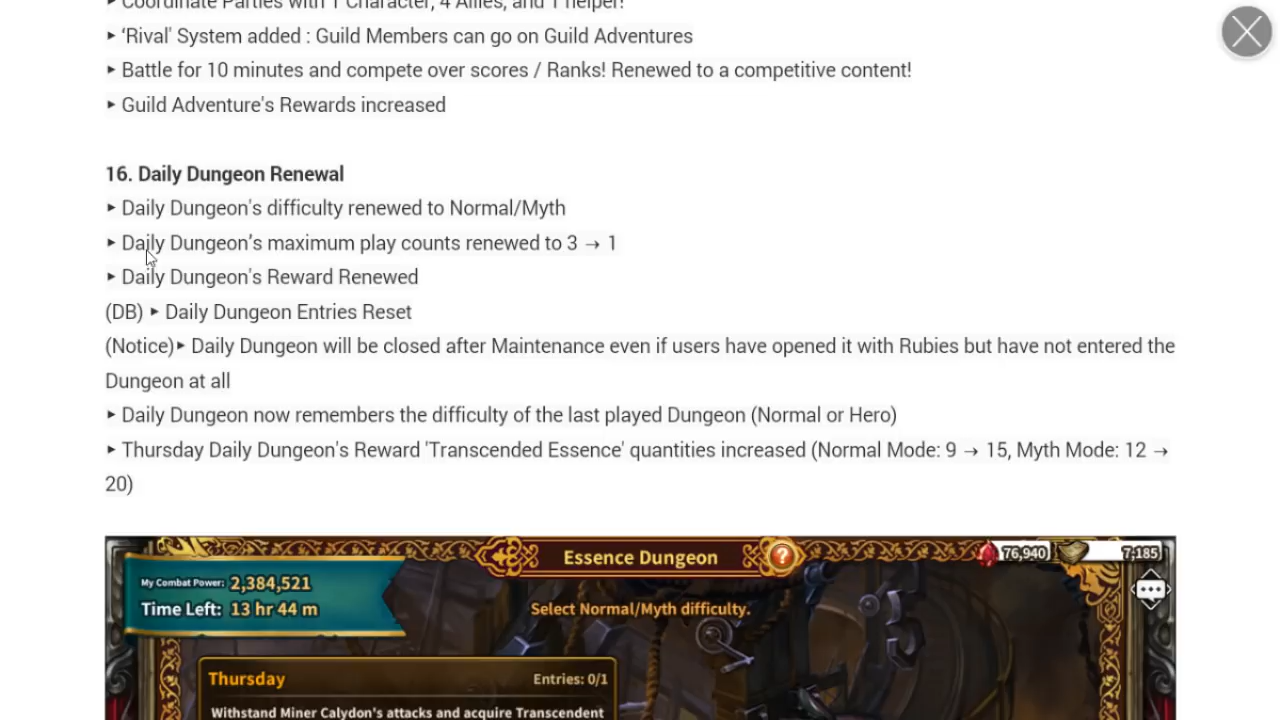 ▸ Coordinate Parties with 1 Character, 4 Allies, and 1 helper!
▸ ‘Rival' System added : Guild Members can go on Guild Adventures
▸ Battle for 10 minutes and compete over scores / Ranks! Renewed to a competitive content!
▸ Guild Adventure's Rewards increased
16. Daily Dungeon Renewal
▸ Daily Dungeon's difficulty renewed to Normal/Myth
▸ Daily Dungeon’s maximum play counts renewed to 3 → 1
▸ Daily Dungeon's Reward Renewed
(DB) ▸ Daily Dungeon Entries Reset
(Notice)▸ Daily Dungeon will be closed after Maintenance even if users have opened it with Rubies but have not entered the
Dungeon at all
▸ Daily Dungeon now remembers the difficulty of the last played Dungeon (Normal or Hero)
▸ Thursday Daily Dungeon's Reward 'Transcended Essence' quantities increased (Normal Mode: 9 → 15, Myth Mode: 12 →
20)
Essence Dungeon
?
76,940
7,185
My Combat Power: 2,384,521
Time Left: 13 hr 44 m
Select Normal/Myth difficulty.
Thursday
Entries: 0/1
Withstand Miner Calydon's attacks and acquire Transcendent